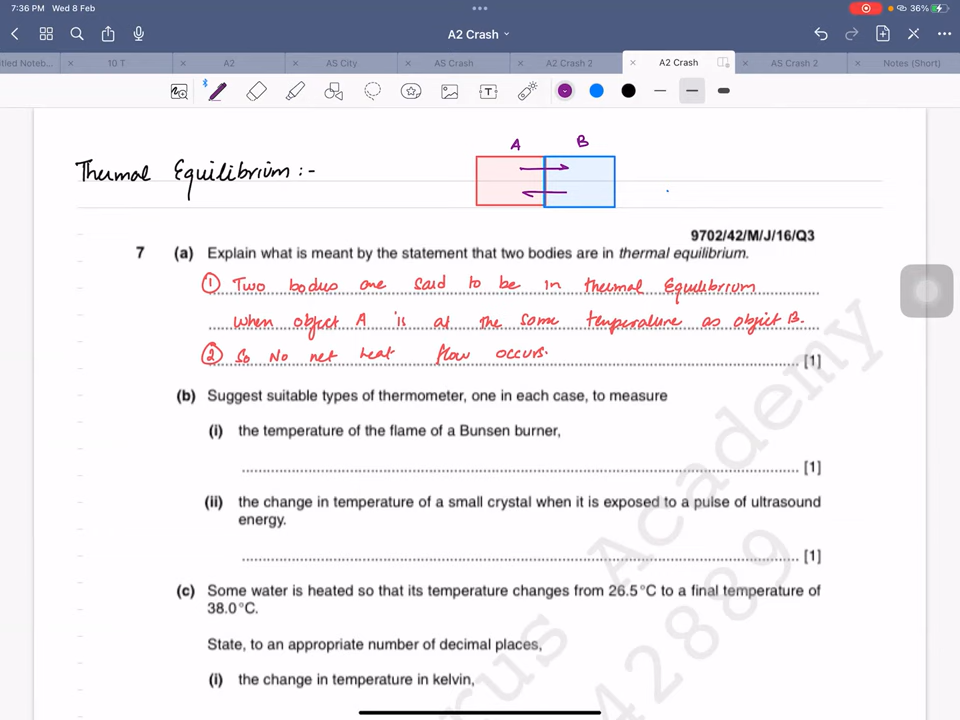 7:36 PM Wed 8 Feb
36%
A2 Crash
tled Noteb...
10 T
A2
AS City
AS Crash
A2 Crash 2
A2 Crash
AS Crash 2
Notes (Short)
A B
Thermal Equilibrium :-
9702/42/M/J/16/Q3
7 (a) Explain what is meant by the statement that two bodies are in thermal equilibrium.
① Two bodies are said to be in thermal Equilibrium
when object A is at the same temperature as object B.
② So No net heat flow occurs.
[1]
(b) Suggest suitable types of thermometer, one in each case, to measure
(i) the temperature of the flame of a Bunsen burner,
[1]
(ii) the change in temperature of a small crystal when it is exposed to a pulse of ultrasound
energy.
[1]
(c) Some water is heated so that its temperature changes from 26.5°C to a final temperature of
38.0°C.
State, to an appropriate number of decimal places,
(i) the change in temperature in kelvin,
rus Academy
42889